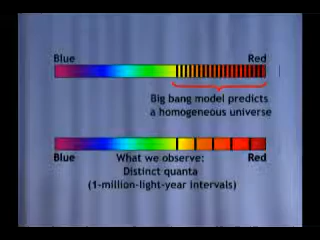 Blue Red
Big bang model predicts
a homogeneous universe
Blue What we observe: Red
Distinct quanta
(1-million-light-year intervals)